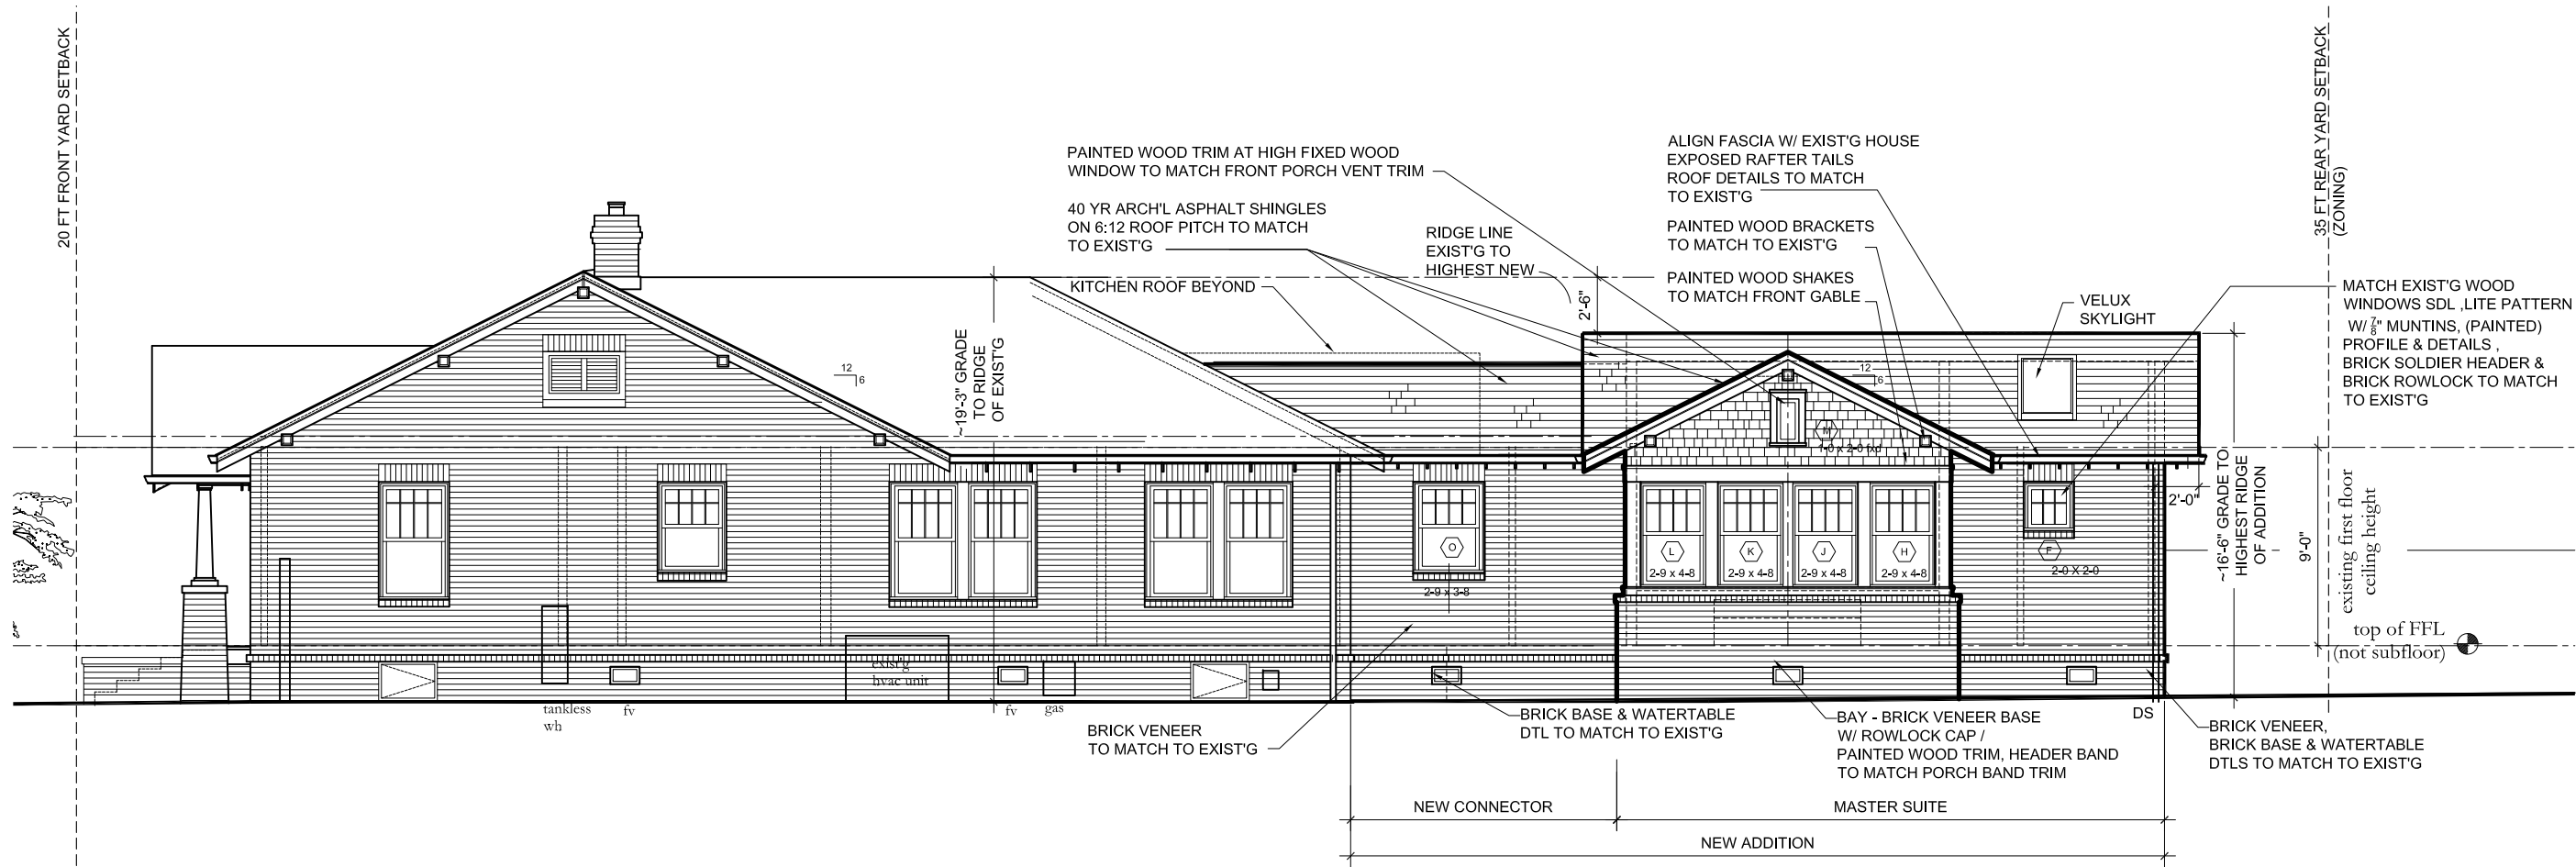 20 FT FRONT YARD SETBACK
PAINTED WOOD TRIM AT HIGH FIXED WOOD
WINDOW TO MATCH FRONT PORCH VENT TRIM
40 YR ARCH'L ASPHALT SHINGLES
ON 6:12 ROOF PITCH TO MATCH
TO EXIST'G
KITCHEN ROOF BEYOND
RIDGE LINE
EXIST'G TO
HIGHEST NEW
2'-6"
ALIGN FASCIA W/ EXIST'G HOUSE
EXPOSED RAFTER TAILS
ROOF DETAILS TO MATCH
TO EXIST'G
PAINTED WOOD BRACKETS
TO MATCH TO EXIST'G
PAINTED WOOD SHAKES
TO MATCH FRONT GABLE
VELUX
SKYLIGHT
35 FT REAR YARD SETBACK
(ZONING)
MATCH EXIST'G WOOD
WINDOWS SDL ,LITE PATTERN
W/ 7/8" MUNTINS, (PAINTED)
PROFILE & DETAILS ,
BRICK SOLDIER HEADER &
BRICK ROWLOCK TO MATCH
TO EXIST'G
12
6
~19'-3" GRADE
TO RIDGE
OF EXIST'G
12
6
M
1-0 x 2-0 fxd
O
2-9 x 3-8
L
2-9 x 4-8
K
2-9 x 4-8
J
2-9 x 4-8
H
2-9 x 4-8
F
2-0 X 2-0
2'-0"
~16'-6" GRADE TO
HIGHEST RIDGE
OF ADDITION
9'-0"
existing first floor
ceiling height
top of FFL
(not subfloor)
exist'g
hvac unit
tankless
wh
fv
fv
gas
BRICK VENEER
TO MATCH TO EXIST'G
BRICK BASE & WATERTABLE
DTL TO MATCH TO EXIST'G
BAY - BRICK VENEER BASE
W/ ROWLOCK CAP /
PAINTED WOOD TRIM, HEADER BAND
TO MATCH PORCH BAND TRIM
DS
BRICK VENEER,
BRICK BASE & WATERTABLE
DTLS TO MATCH TO EXIST'G
NEW CONNECTOR
MASTER SUITE
NEW ADDITION